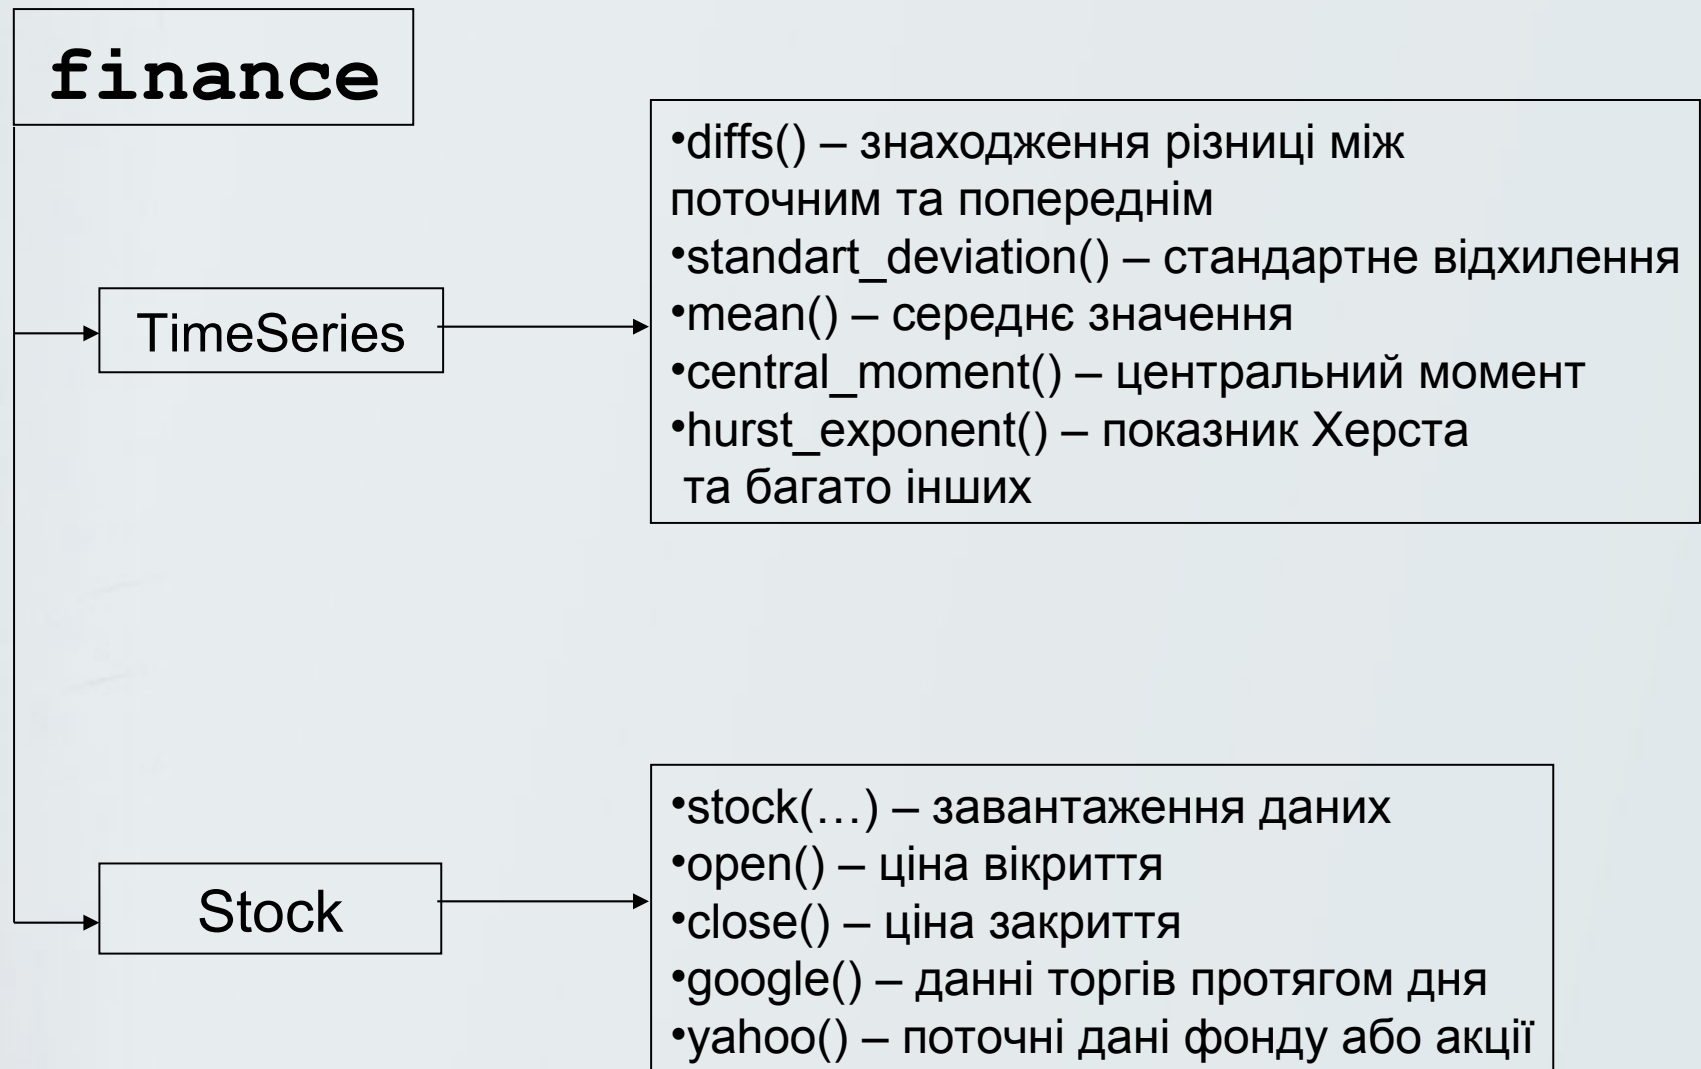 finance
TimeSeries
•diffs() – знаходження різниці між
поточним та попереднім
•standart_deviation() – стандартне відхилення
•mean() – середнє значення
•central_moment() – центральний момент
•hurst_exponent() – показник Херста
та багато інших
Stock
•stock(…) – завантаження даних
•open() – ціна вікриття
•close() – ціна закриття
•google() – данні торгів протягом дня
•yahoo() – поточні дані фонду або акції